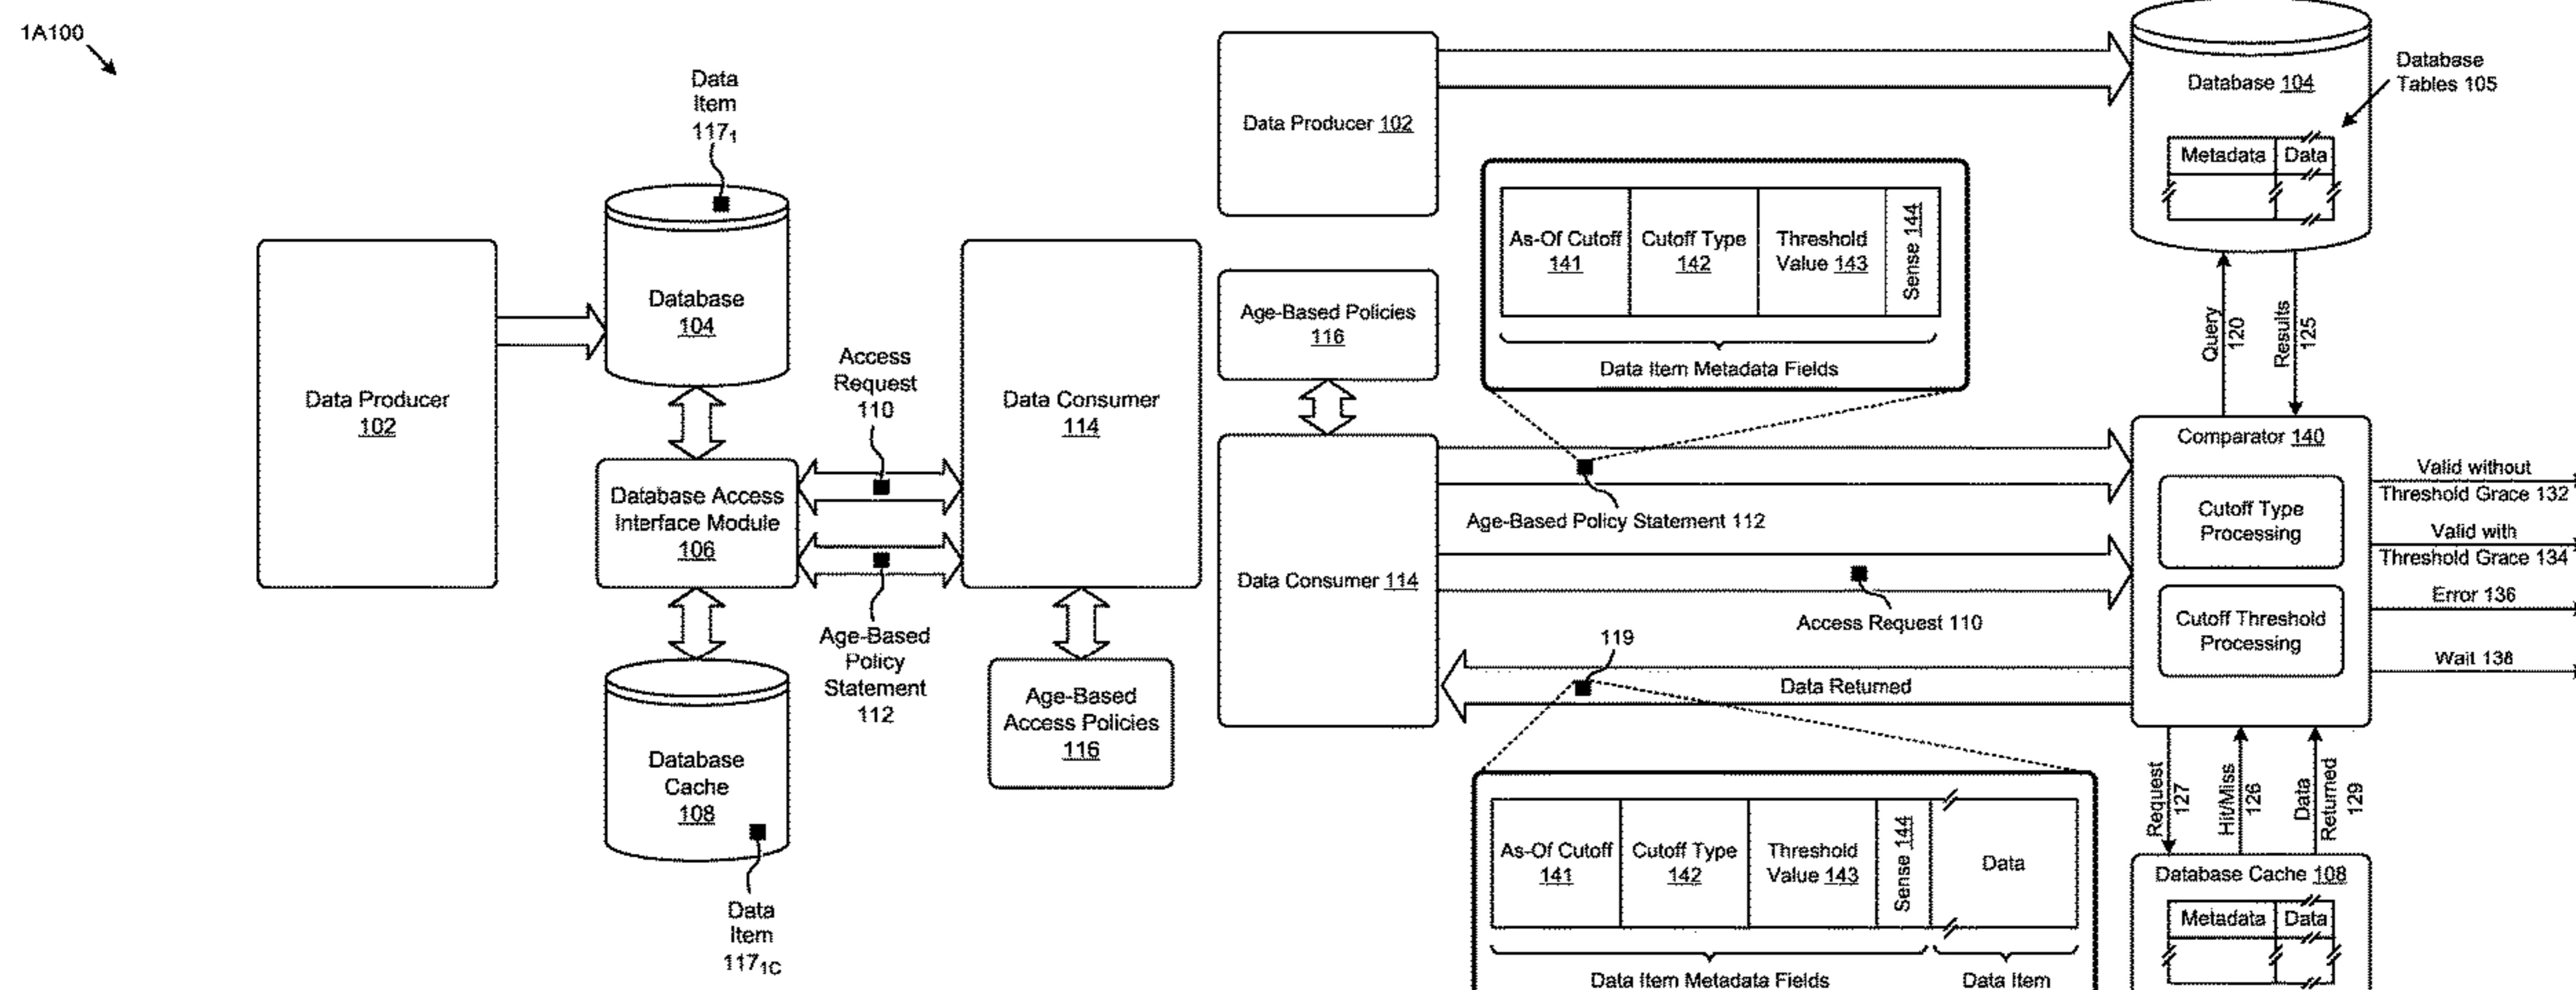 1A100
Data
Item
117₁
Data Producer
102
Database
104
Database Access
Interface Module
106
Database
Cache
108
Data
Item
117₁C
Access
Request
110
Age-Based
Policy
Statement
112
Data Consumer
114
Age-Based
Access Policies
116
Data Producer 102
Age-Based Policies
116
Data Consumer 114
As-Of Cutoff
141
Cutoff Type
142
Threshold
Value 143
Sense 144
Data Item Metadata Fields
Age-Based Policy Statement 112
Access Request 110
119
Data Returned
As-Of Cutoff
141
Cutoff Type
142
Threshold
Value 143
Sense 144
Data
Data Item Metadata Fields
Data Item
Database 104
Database
Tables 105
Metadata
Data
Query
120
Results
125
Comparator 140
Cutoff Type
Processing
Cutoff Threshold
Processing
Valid without
Threshold Grace 132
Valid with
Threshold Grace 134
Error 136
Wait 138
Request
127
Hit/Miss
126
Data
Returned
129
Database Cache 108
Metadata
Data